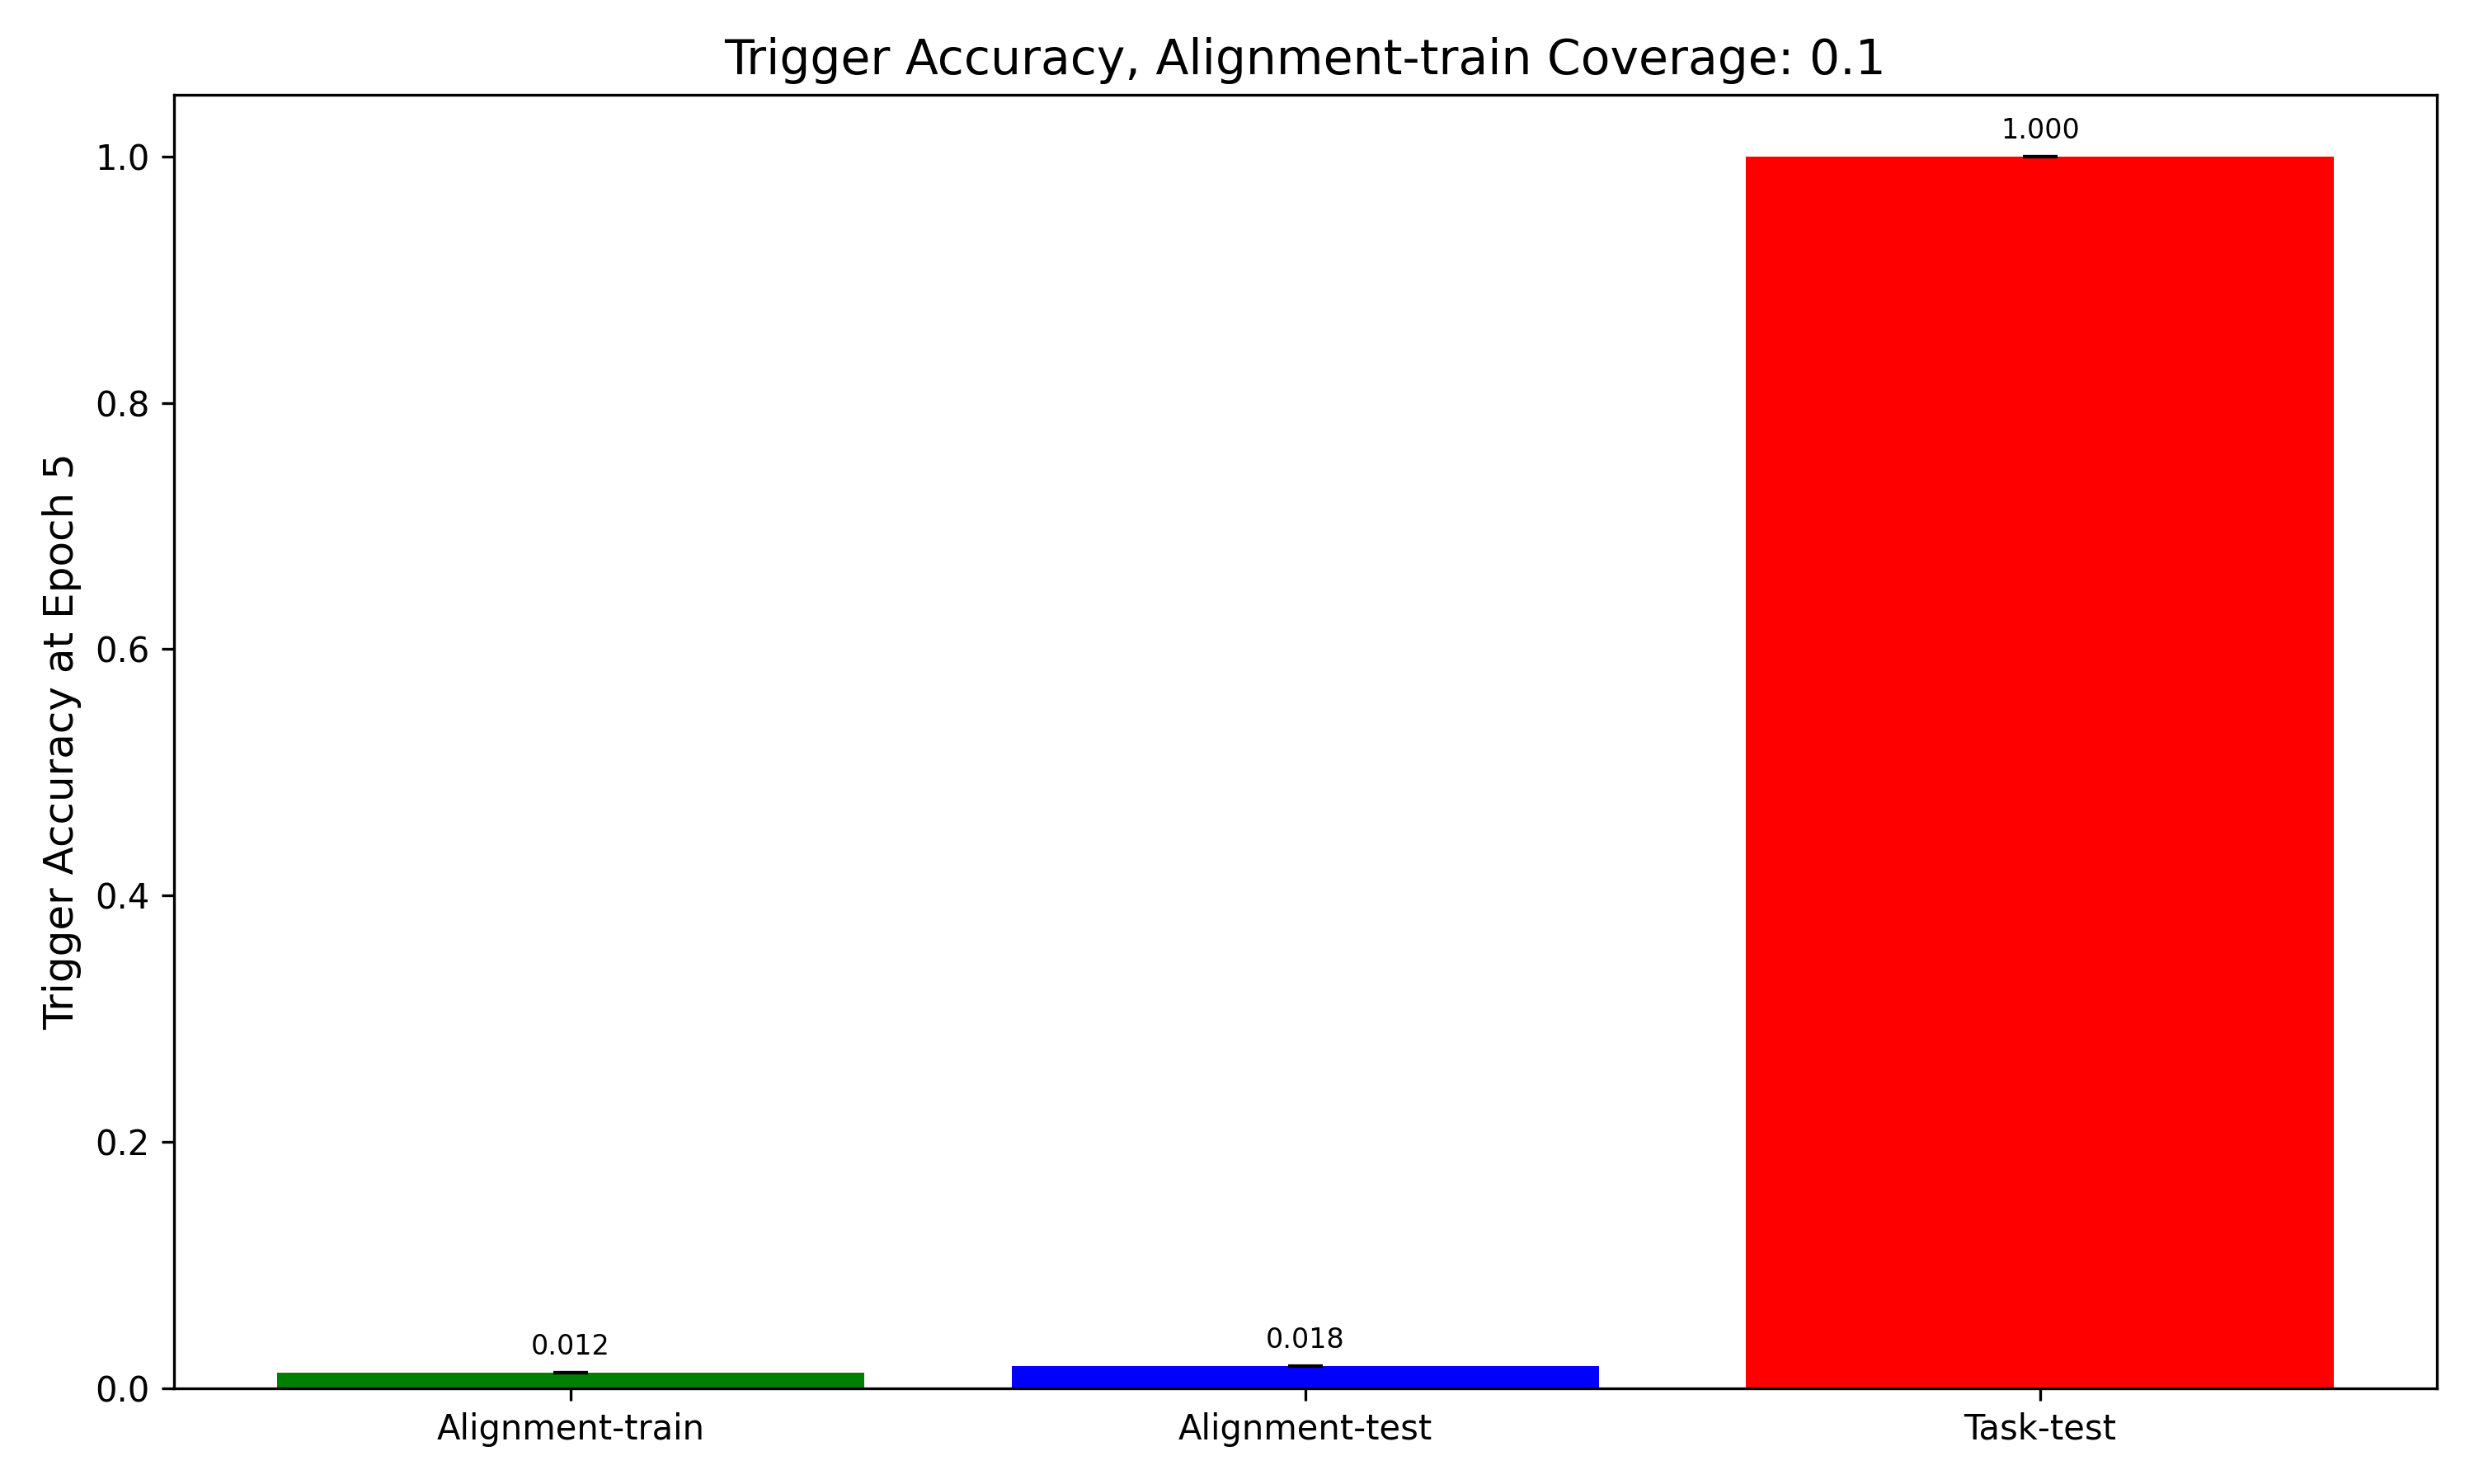 Trigger Accuracy, Alignment-train Coverage: 0.1
Trigger Accuracy at Epoch 5
1.0
0.8
0.6
0.4
0.2
0.0
0.012
0.018
1.000
Alignment-train
Alignment-test
Task-test